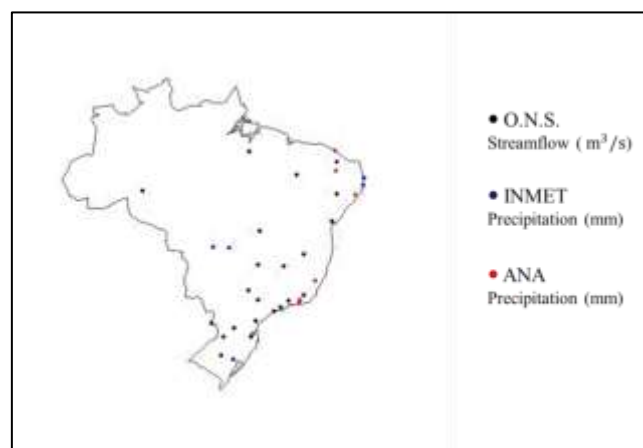 O.N.S.
Streamflow ( m³/s)
INMET
Precipitation (mm)
ANA
Precipitation (mm)